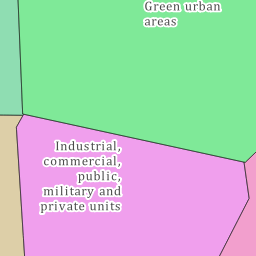 Green urban
areas
Industrial,
commercial,
public,
military and
private units